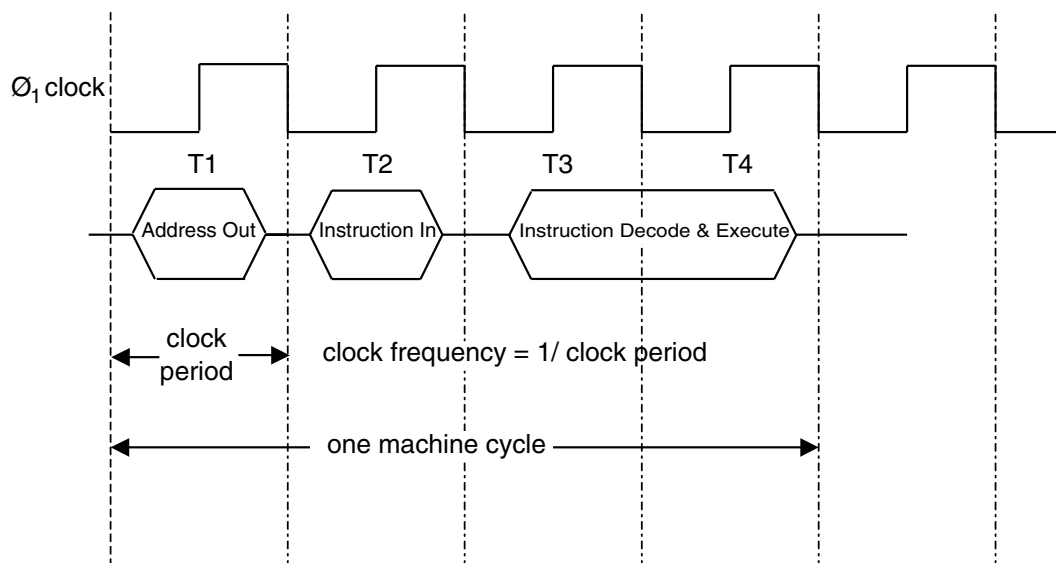 Ø1 clock
T1 T2 T3 T4
Address Out Instruction In Instruction Decode & Execute
clock
period
clock frequency = 1/ clock period
one machine cycle